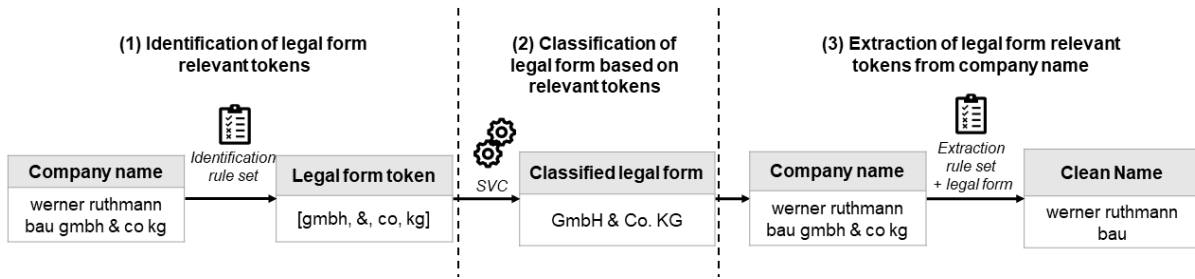 (1) Identification of legal form
relevant tokens
(2) Classification of
legal form based on
relevant tokens
(3) Extraction of legal form relevant
tokens from company name
Identification
rule set
Company name
werner ruthmann
bau gmbh & co kg
Legal form token
[gmbh, &, co, kg]
SVC
Classified legal form
GmbH & Co. KG
Company name
werner ruthmann
bau gmbh & co kg
Extraction
rule set
+ legal form
Clean Name
werner ruthmann
bau